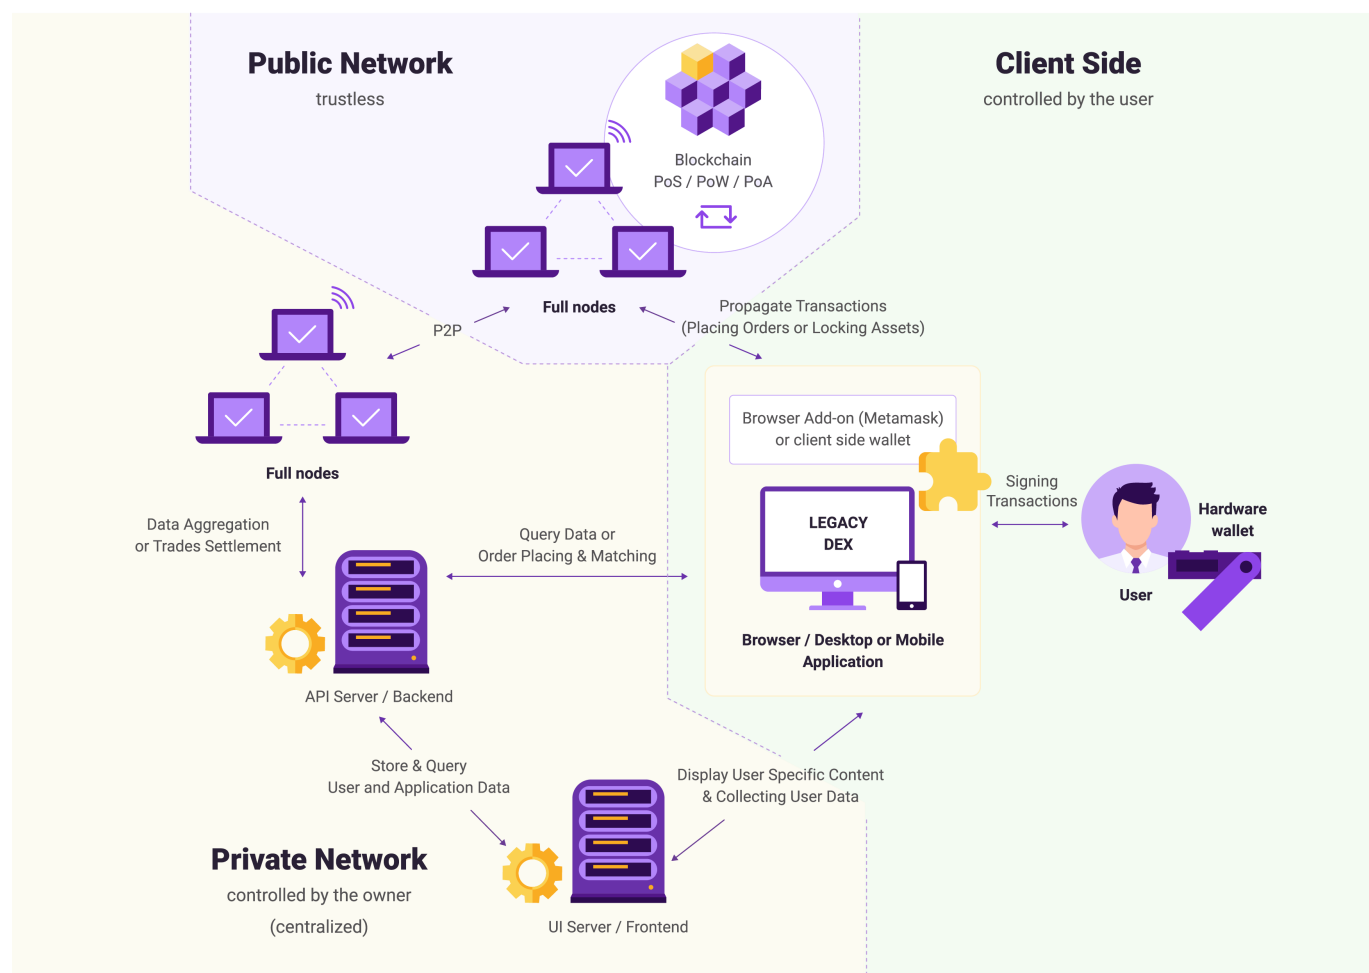 Public Network
trustless
Client Side
controlled by the user
Blockchain
PoS / PoW / PoA
Full nodes
P2P
Propagate Transactions
(Placing Orders or Locking Assets)
Full nodes
Browser Add-on (Metamask)
or client side wallet
Signing
Transactions
Hardware
wallet
User
LEGACY
DEX
Browser / Desktop or Mobile
Application
Data Aggregation
or Trades Settlement
Query Data or
Order Placing & Matching
API Server / Backend
Store & Query
User and Application Data
Display User Specific Content
& Collecting User Data
Private Network
controlled by the owner
(centralized)
UI Server / Frontend